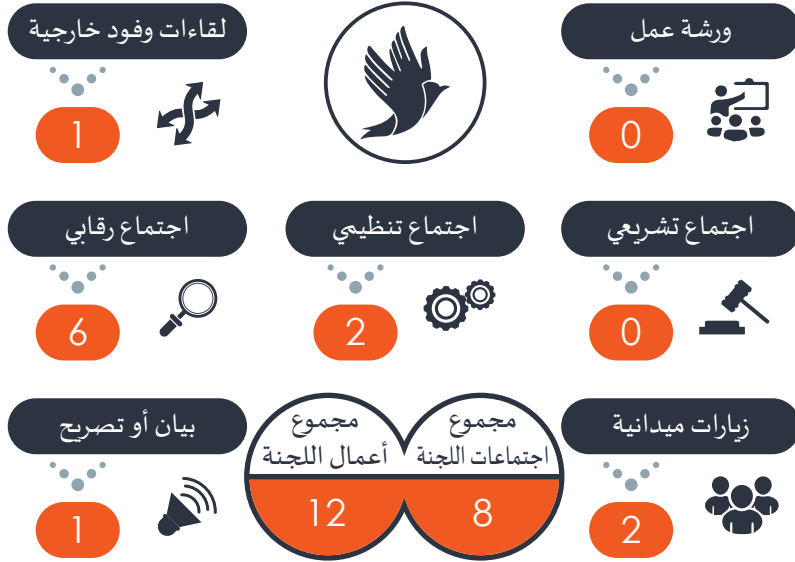 ورشة عمل
0
لقاءات وفود خارجية
1
اجتماع تشريعي
0
اجتماع تنظيمي
2
اجتماع رقابي
6
زيارات ميدانية
2
مجموع
اجتماعات اللجنة
8
مجموع
أعمال اللجنة
12
بيان أو تصريح
1